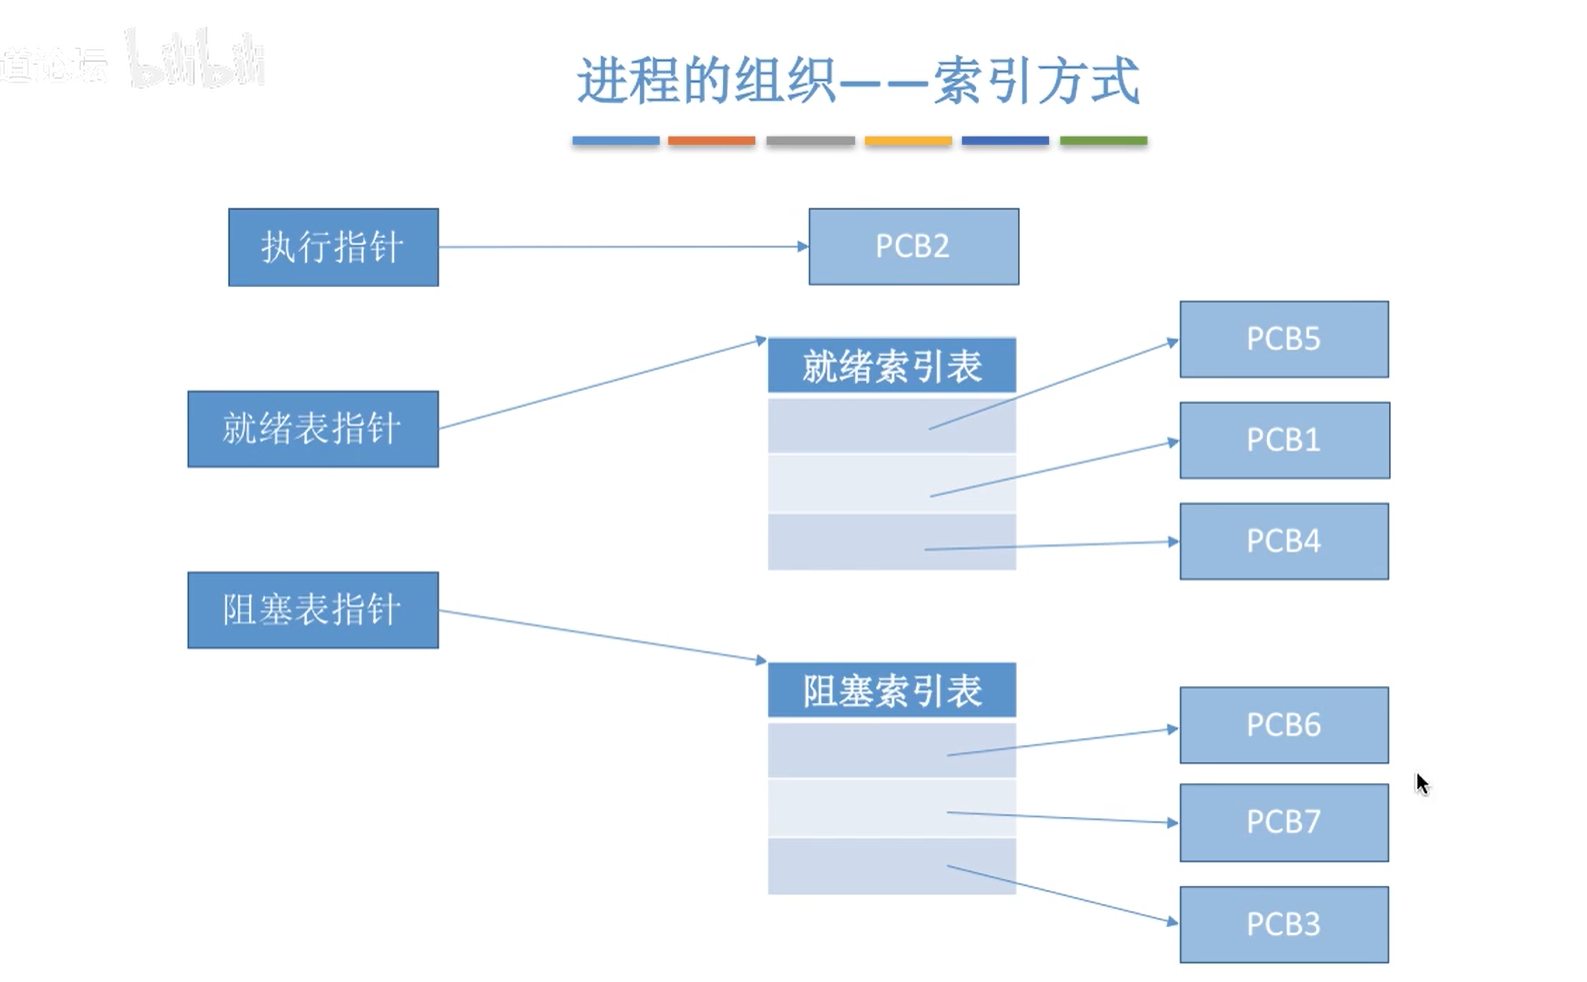 道论坛 bilibili
进程的组织——索引方式
执行指针
PCB2
就绪表指针
就绪索引表
PCB5
PCB1
PCB4
阻塞表指针
阻塞索引表
PCB6
PCB7
PCB3